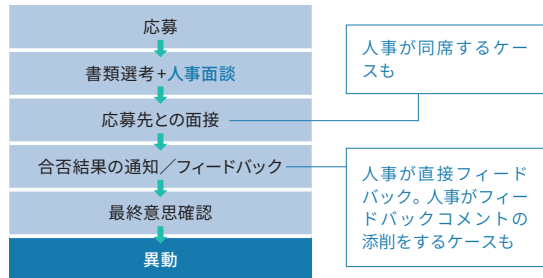 応募
書類選考+人事面談
応募先との面接
合否結果の通知／フィードバック
最終意思確認
異動
人事が同席するケー
スも
人事が直接フィード
バック。人事がフィー
ドバックコメントの
添削をするケースも